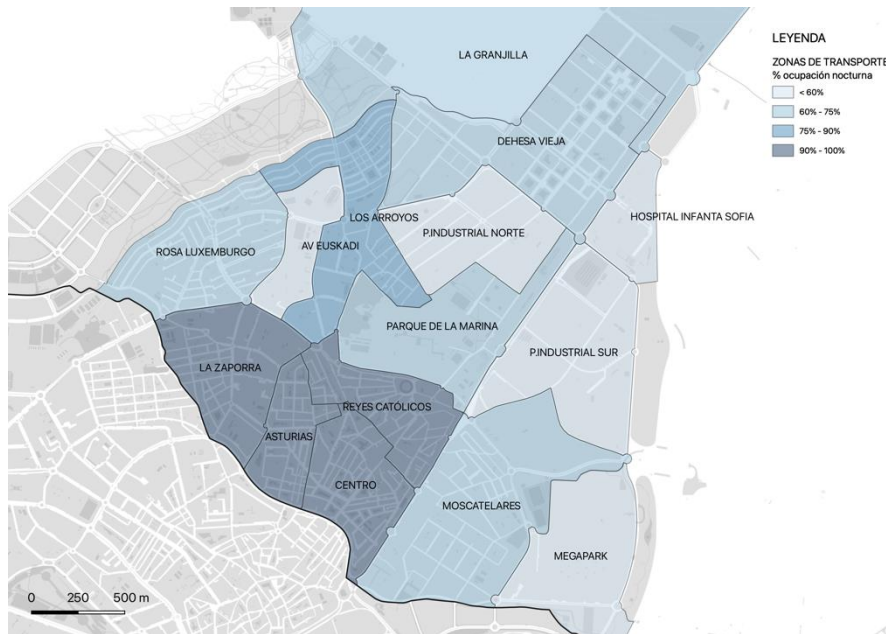 LEYENDA
ZONAS DE TRANSPORTE
% ocupación nocturna
< 60%
60% - 75%
75% - 90%
90% - 100%
LA GRANJILLA
DEHESA VIEJA
HOSPITAL INFANTA SOFIA
LOS ARROYOS
P.INDUSTRIAL NORTE
AV EUSKADI
ROSA LUXEMBURGO
PARQUE DE LA MARINA
P.INDUSTRIAL SUR
LA ZAPORRA
REYES CATÓLICOS
ASTURIAS
CENTRO
MOSCATELARES
MEGAPARK
0 250 500 m